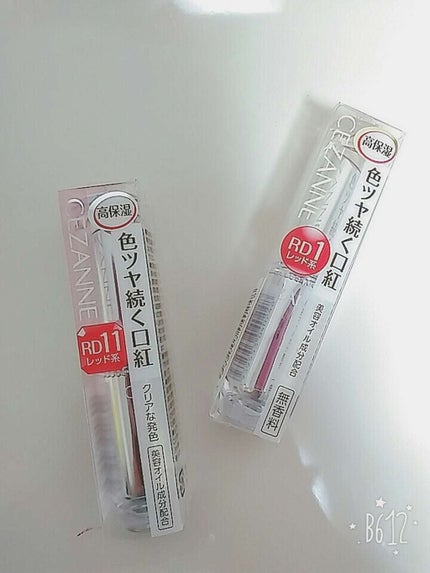 CEZANNE
高保湿
色ツヤ続く口紅
RD11
レッド系
クリアな発色
美容オイル成分配合
CEZANNE
高保湿
色ツヤ続く口紅
RD1
レッド系
美容オイル成分配合
無香料
B612